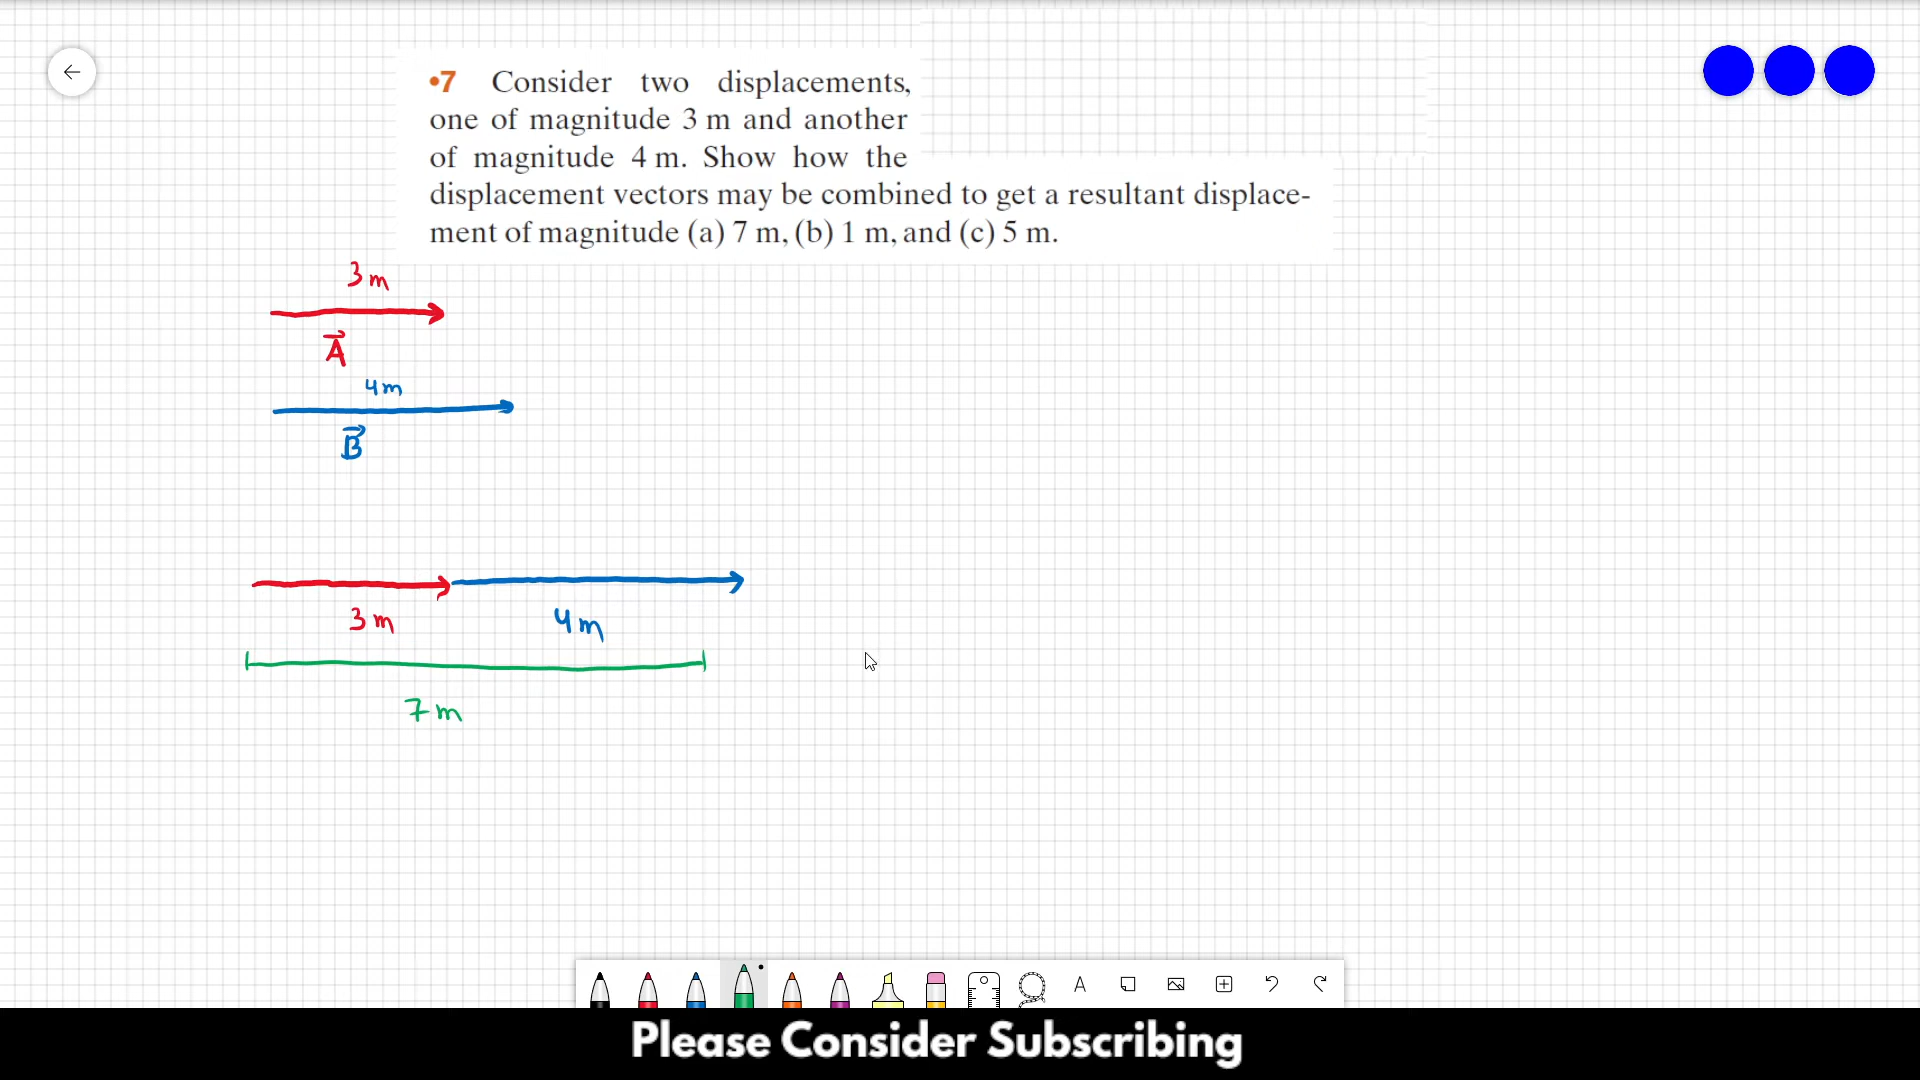 •7 Consider two displacements,
one of magnitude 3 m and another
of magnitude 4 m. Show how the
displacement vectors may be combined to get a resultant displace-
ment of magnitude (a) 7 m, (b) 1 m, and (c) 5 m.
3 m
A⃗
4 m
B⃗
3 m
4 m
7 m
A
Please Consider Subscribing